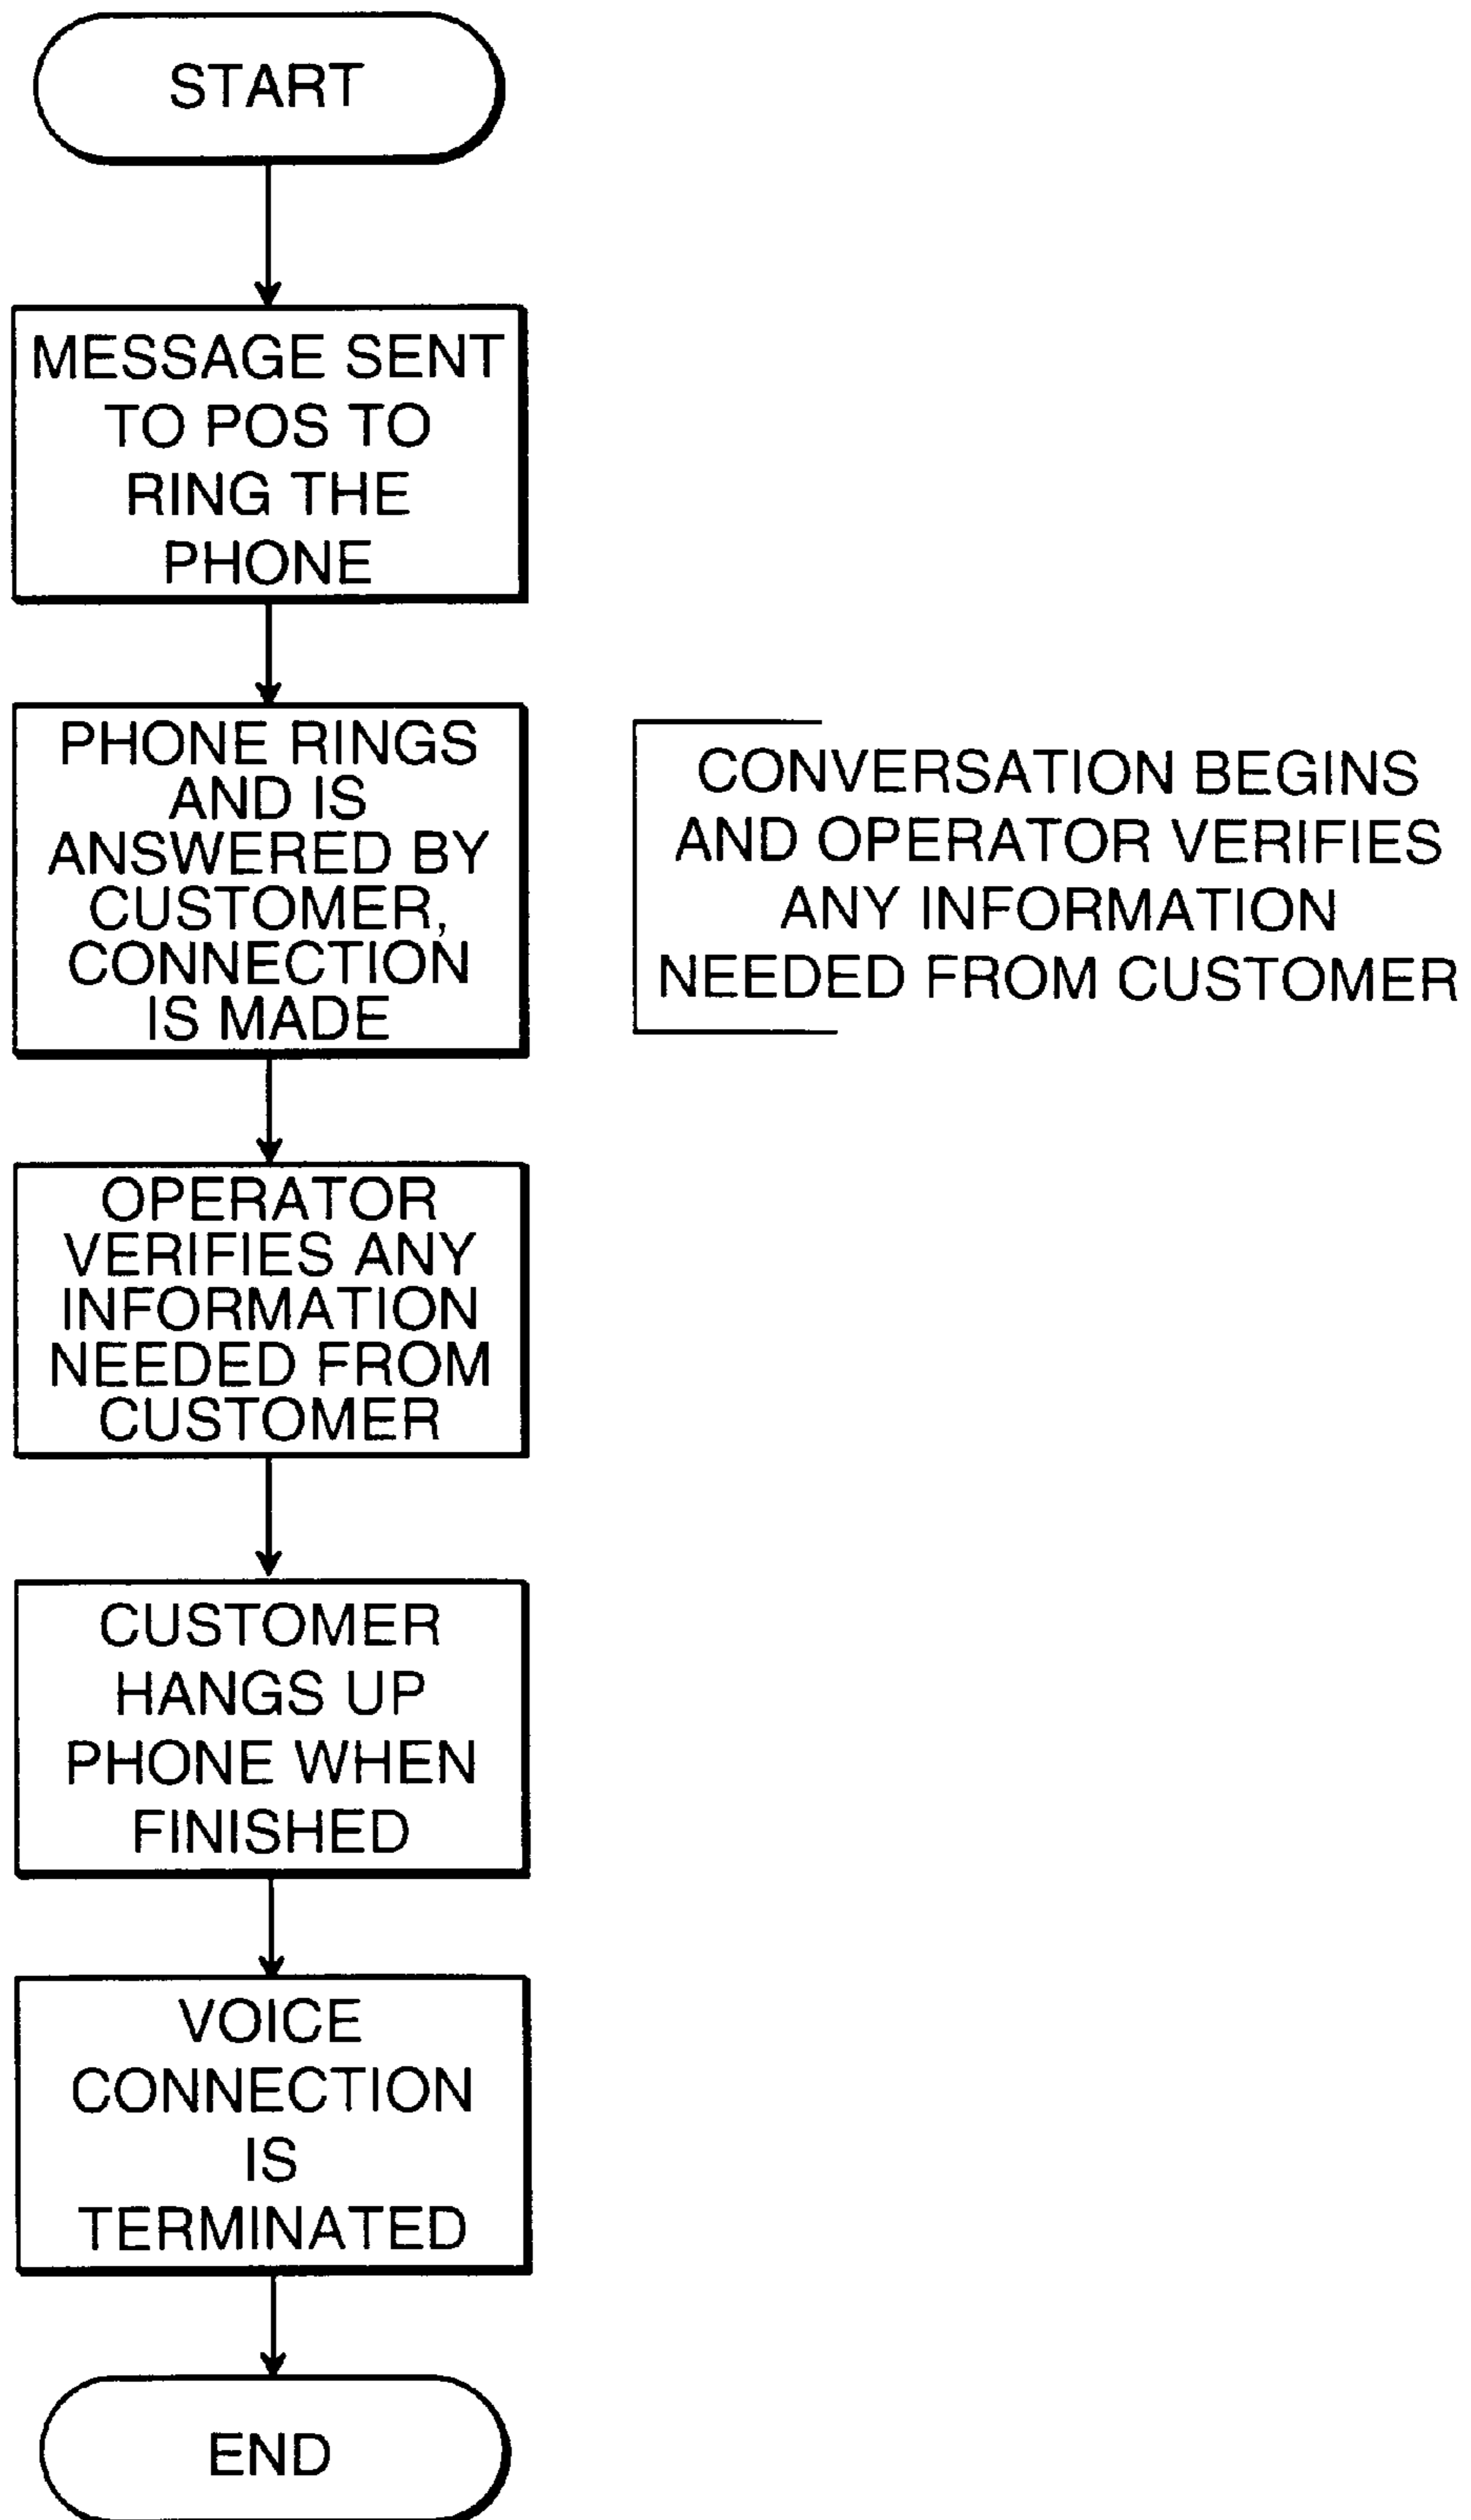 START
MESSAGE SENT
TO POS TO
RING THE
PHONE
PHONE RINGS
AND IS
ANSWERED BY
CUSTOMER,
CONNECTION
IS MADE
CONVERSATION BEGINS
AND OPERATOR VERIFIES
ANY INFORMATION
NEEDED FROM CUSTOMER
OPERATOR
VERIFIES ANY
INFORMATION
NEEDED FROM
CUSTOMER
CUSTOMER
HANGS UP
PHONE WHEN
FINISHED
VOICE
CONNECTION
IS
TERMINATED
END